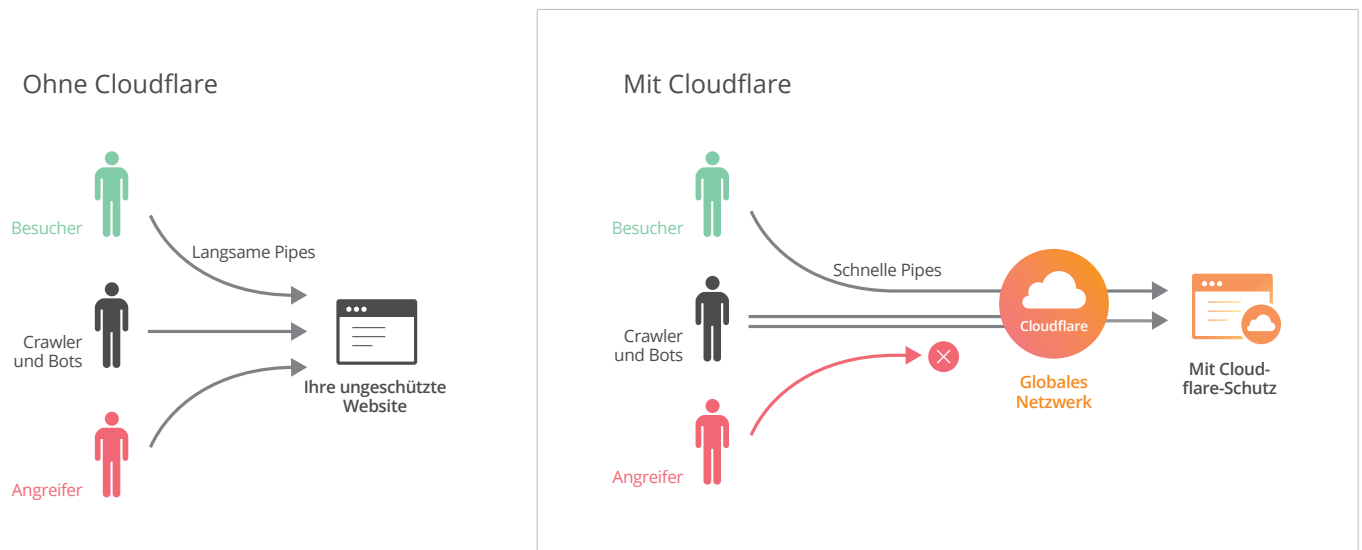 Ohne Cloudflare
Besucher
Langsame Pipes
Crawler
und Bots
Ihre ungeschützte
Website
Angreifer
Mit Cloudflare
Besucher
Schnelle Pipes
Crawler
und Bots
Cloudflare
Globales
Netzwerk
Mit Cloud-
flare-Schutz
Angreifer